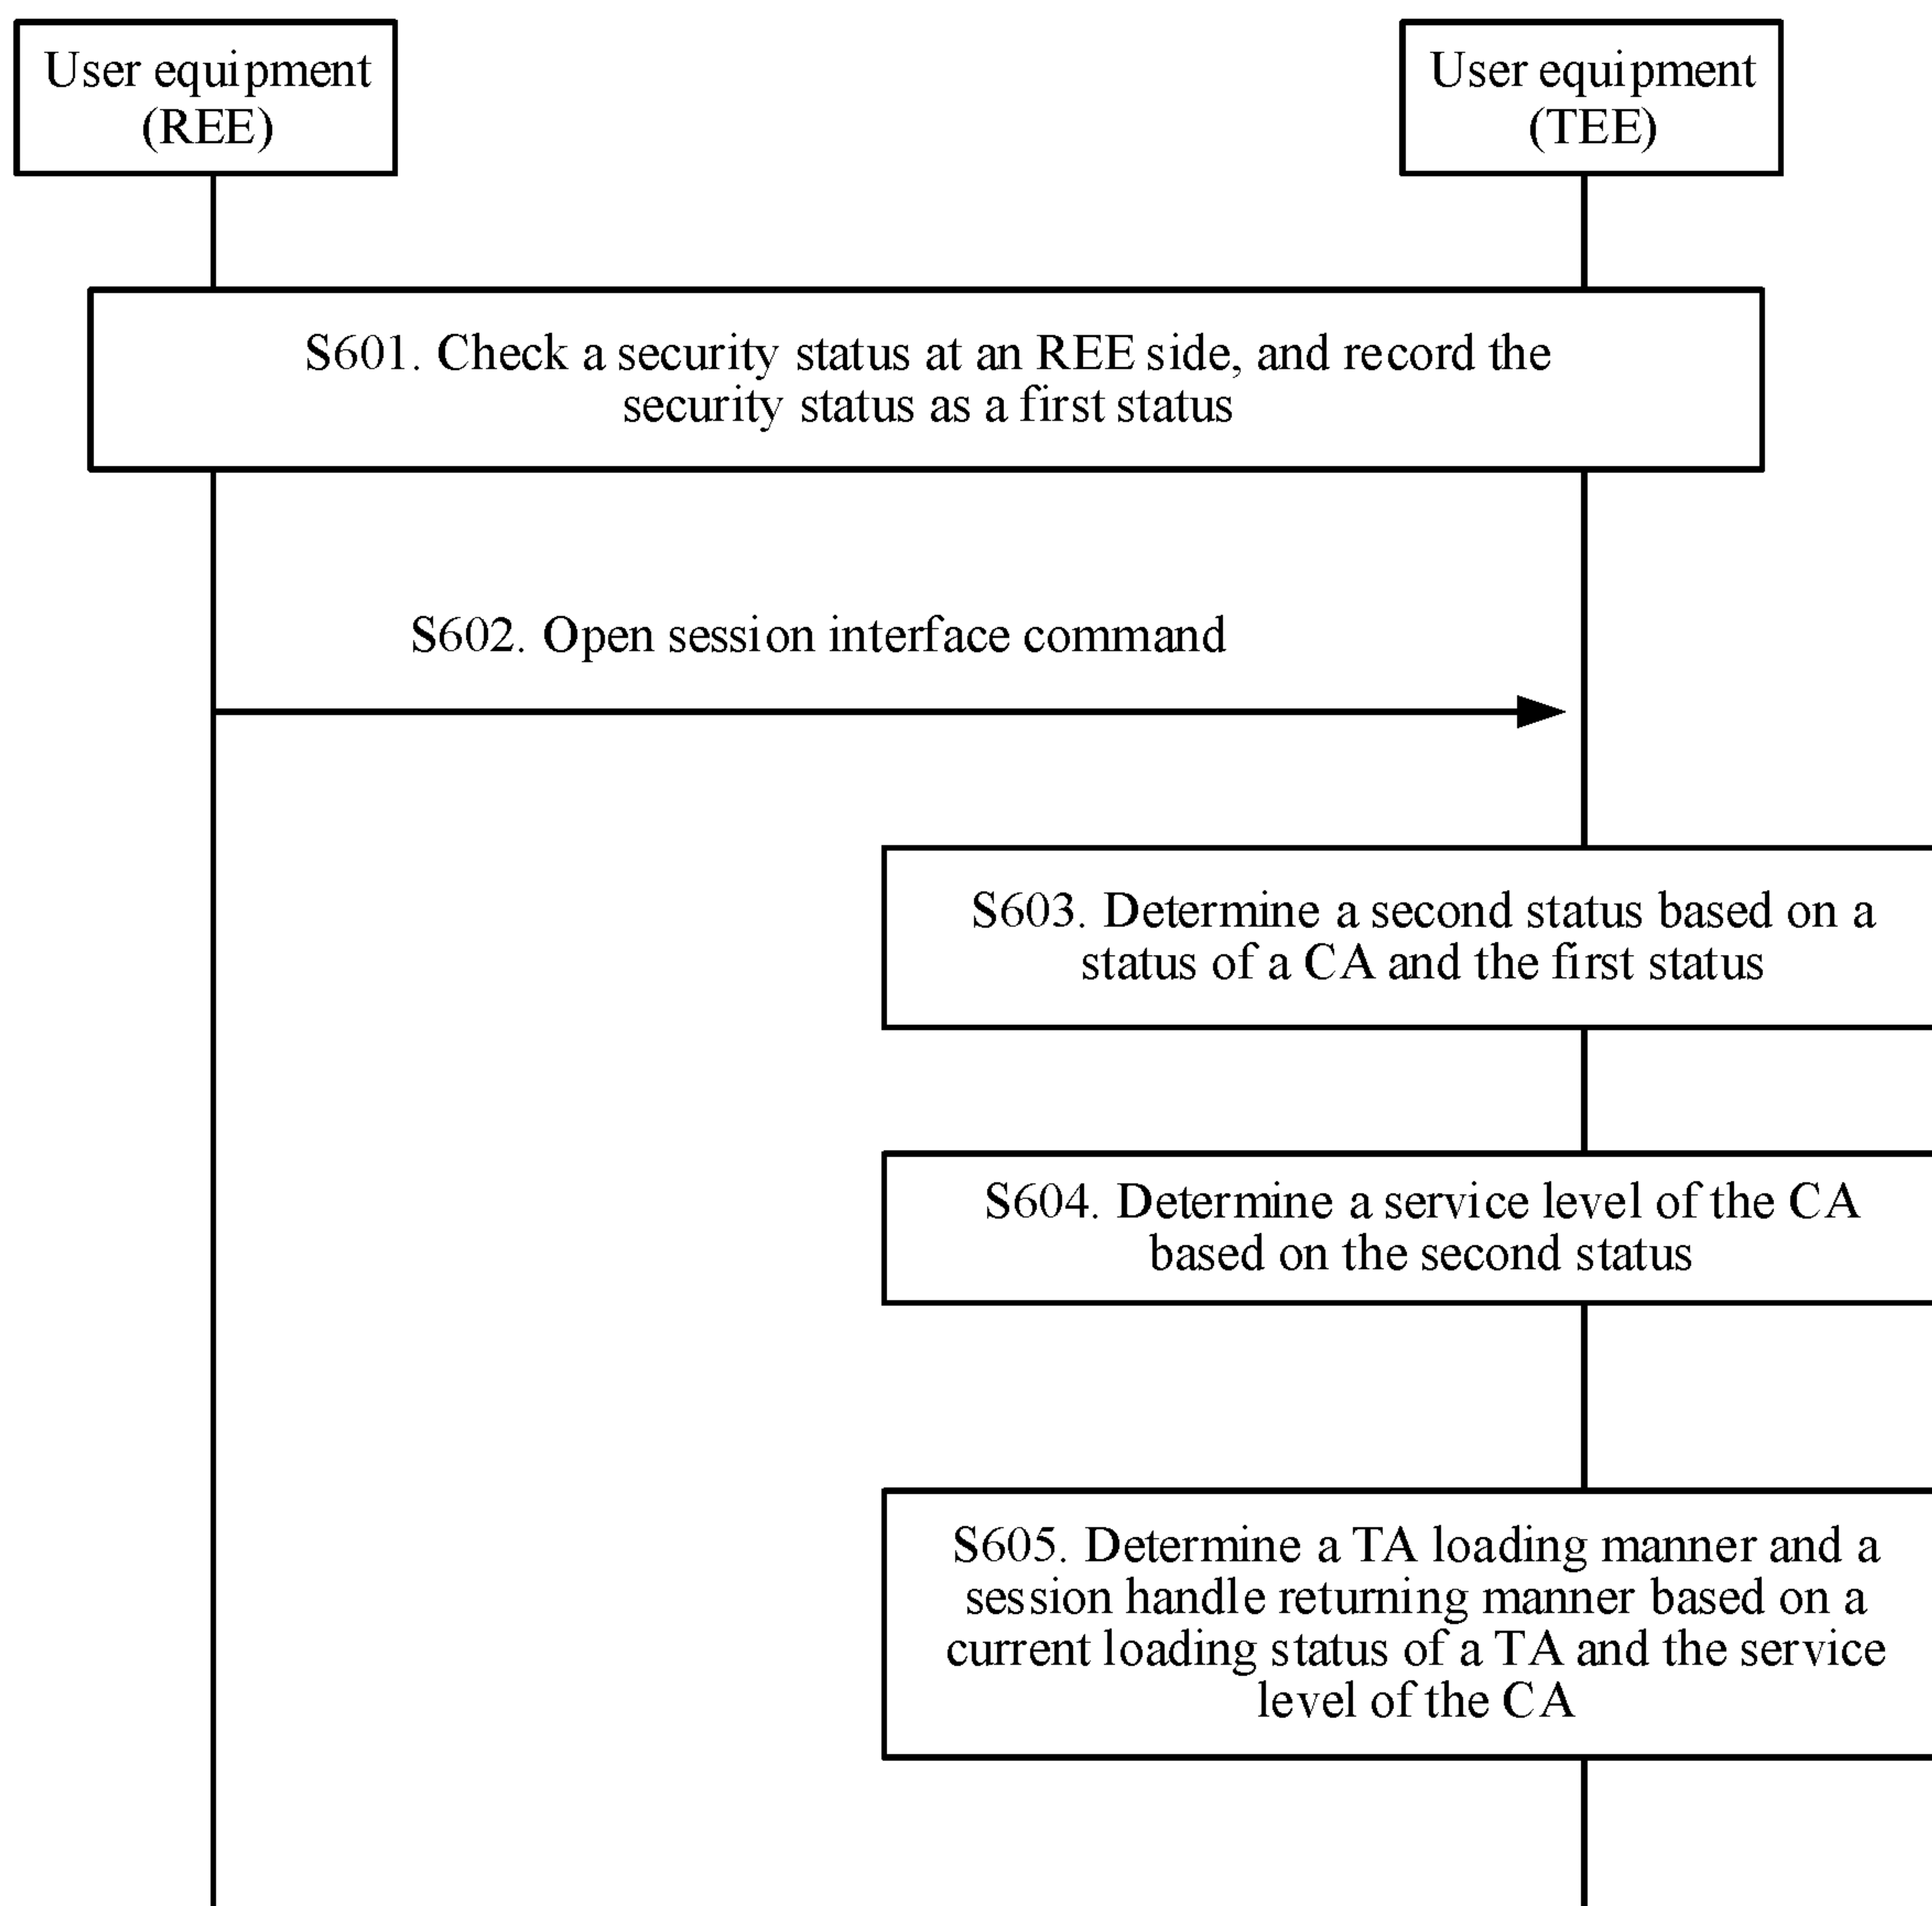 User equipment
(REE)
User equipment
(TEE)
S601. Check a security status at an REE side, and record the
security status as a first status
S602. Open session interface command
S603. Determine a second status based on a
status of a CA and the first status
S604. Determine a service level of the CA
based on the second status
S605. Determine a TA loading manner and a
session handle returning manner based on a
current loading status of a TA and the service
level of the CA